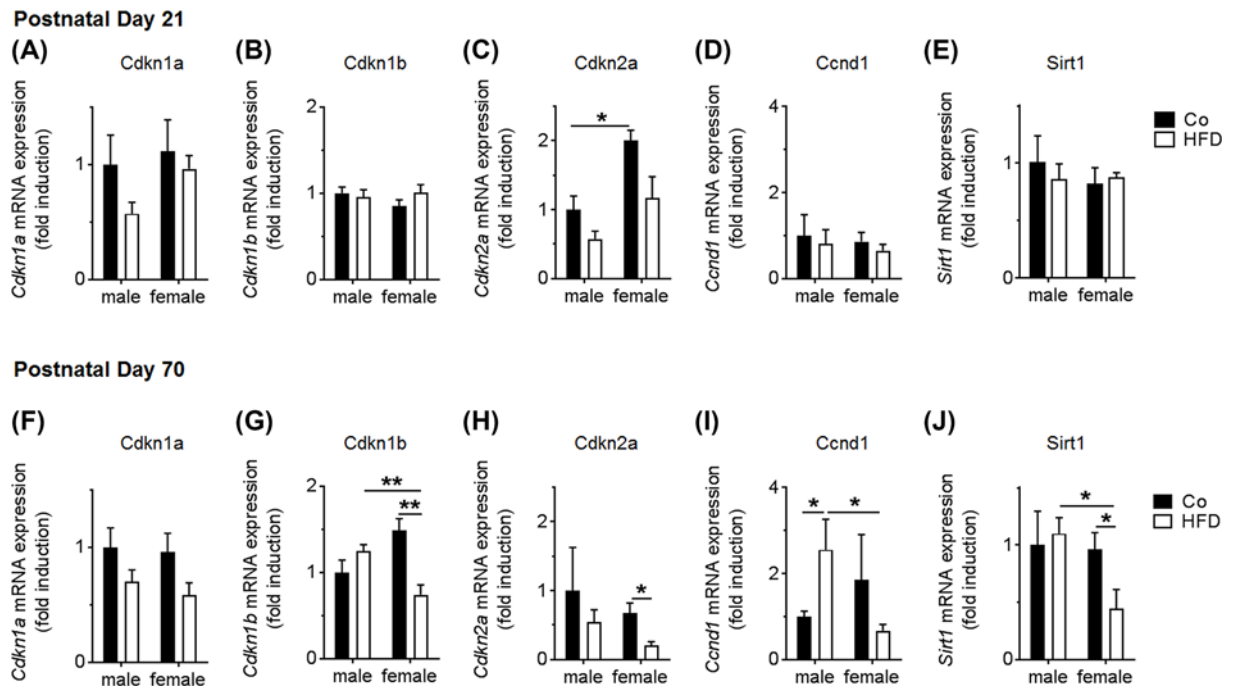 Postnatal Day 21
(A)
Cdkn1a
Cdkn1a mRNA expression
(fold induction)
1
0
male female
(B)
Cdkn1b
Cdkn1b mRNA expression
(fold induction)
2
1
0
male female
(C)
Cdkn2a
Cdkn2a mRNA expression
(fold induction)
2
1
0
*
male female
(D)
Ccnd1
Ccnd1 mRNA expression
(fold induction)
4
2
0
male female
(E)
Sirt1
Sirt1 mRNA expression
(fold induction)
1
0
male female
Co
HFD
Postnatal Day 70
(F)
Cdkn1a
Cdkn1a mRNA expression
(fold induction)
1
0
male female
(G)
Cdkn1b
Cdkn1b mRNA expression
(fold induction)
2
1
0
**
**
male female
(H)
Cdkn2a
Cdkn2a mRNA expression
(fold induction)
2
1
0
*
male female
(I)
Ccnd1
Ccnd1 mRNA expression
(fold induction)
4
2
0
* *
male female
(J)
Sirt1
Sirt1 mRNA expression
(fold induction)
1
0
*
*
male female
Co
HFD